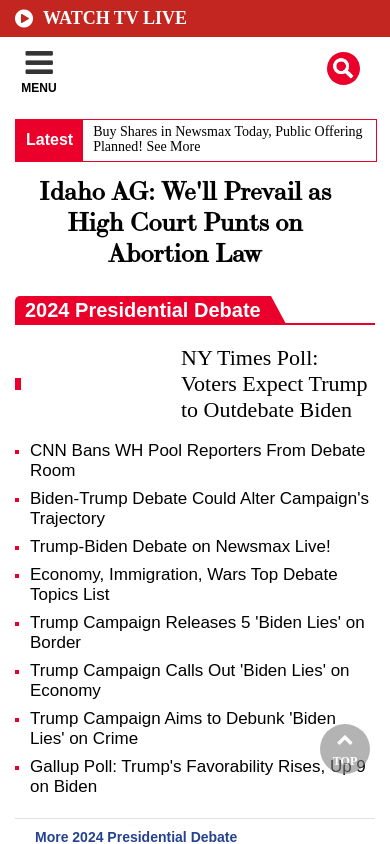 WATCH TV LIVE
MENU
Latest
Buy Shares in Newsmax Today, Public Offering
Planned! See More
Idaho AG: We'll Prevail as
High Court Punts on
Abortion Law
2024 Presidential Debate
NY Times Poll:
Voters Expect Trump
to Outdebate Biden
CNN Bans WH Pool Reporters From Debate
Room
Biden-Trump Debate Could Alter Campaign's
Trajectory
Trump-Biden Debate on Newsmax Live!
Economy, Immigration, Wars Top Debate
Topics List
Trump Campaign Releases 5 'Biden Lies' on
Border
Trump Campaign Calls Out 'Biden Lies' on
Economy
Trump Campaign Aims to Debunk 'Biden
Lies' on Crime
Gallup Poll: Trump's Favorability Rises, Up 9
on Biden
TOP
More 2024 Presidential Debate